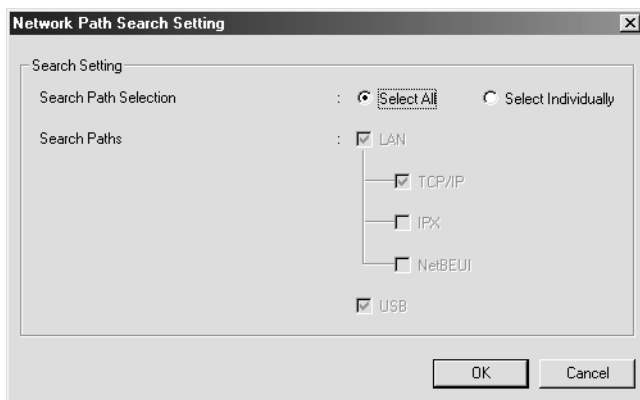 Network Path Search Setting
Search Setting
Search Path Selection : Select All Select Individually
Search Paths : LAN
TCP/IP
IPX
NetBEUI
USB
OK Cancel